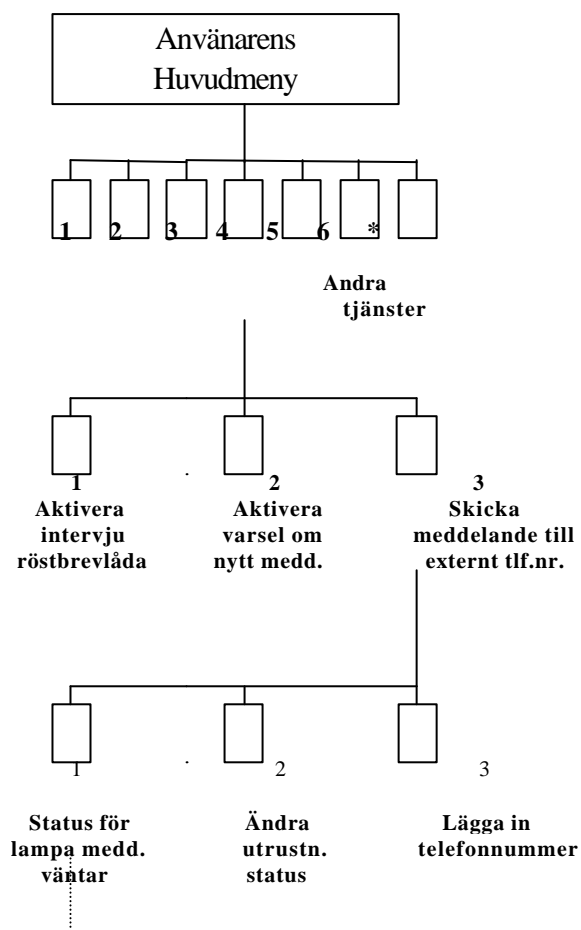 Använarens
Huvudmeny
1 2 3 4 5 6 *
Andra
tjänster
1 2 3
Aktivera
intervju
röstbrevlåda
Aktivera
varsel om
nytt medd.
Skicka
meddelande till
externt tlf.nr.
1 2 3
Status för
lampa medd.
väntar
Ändra
utrustn.
status
Lägga in
telefonnummer